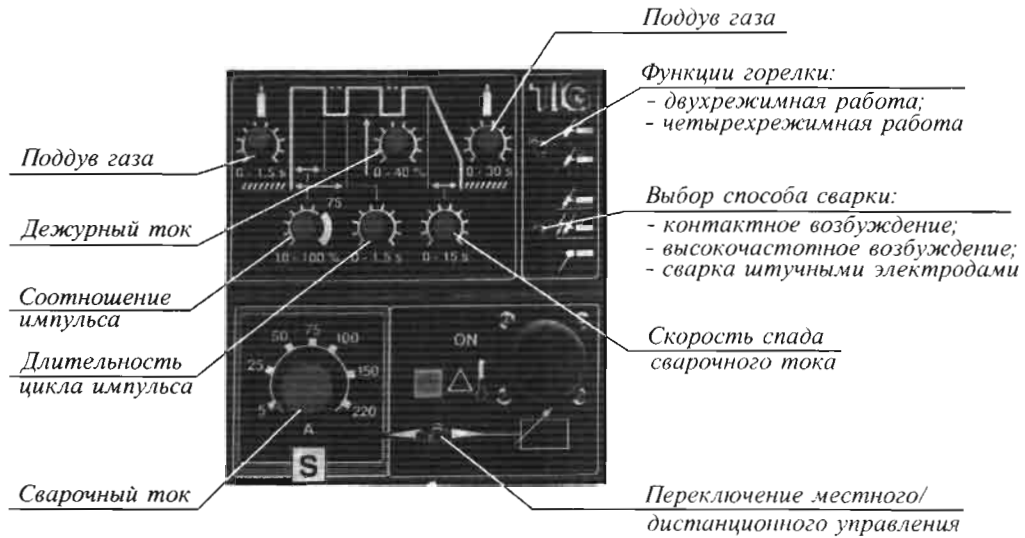 Поддув газа
Функции горелки:
- двухрежимная работа;
- четырехрежимная работа
TIG
0 - 1,5 s
0 - 40 %
0 - 30 s
Поддув газа
75
Выбор способа сварки:
- контактное возбуждение;
- высокочастотное возбуждение;
- сварка штучными электродами
Дежурный ток
10 - 100 %
0 - 1,5 s
0 - 15 s
Соотношение
импульса
Скорость спада
сварочного тока
Длительность
цикла импульса
5
25
50
75
100
150
220
A
S
ON
Сварочный ток
Переключение местного/
дистанционного управления